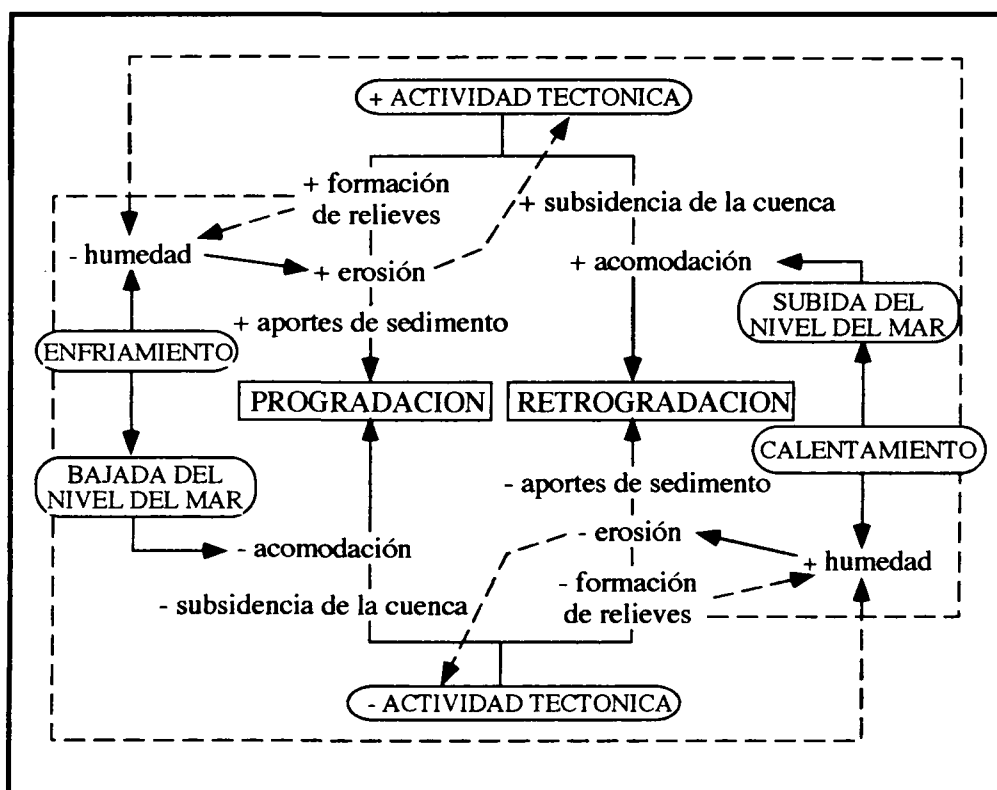 + ACTIVIDAD TECTONICA
+ formación
de relieves
+ subsidencia de la cuenca
- humedad
+ erosión
+ acomodación
SUBIDA DEL
NIVEL DEL MAR
+ aportes de sedimento
ENFRIAMIENTO
PROGRADACION
RETROGRADACION
CALENTAMIENTO
BAJADA DEL
NIVEL DEL MAR
- aportes de sedimento
- erosión
- acomodación
+ humedad
- formación
de relieves
- subsidencia de la cuenca
- ACTIVIDAD TECTONICA